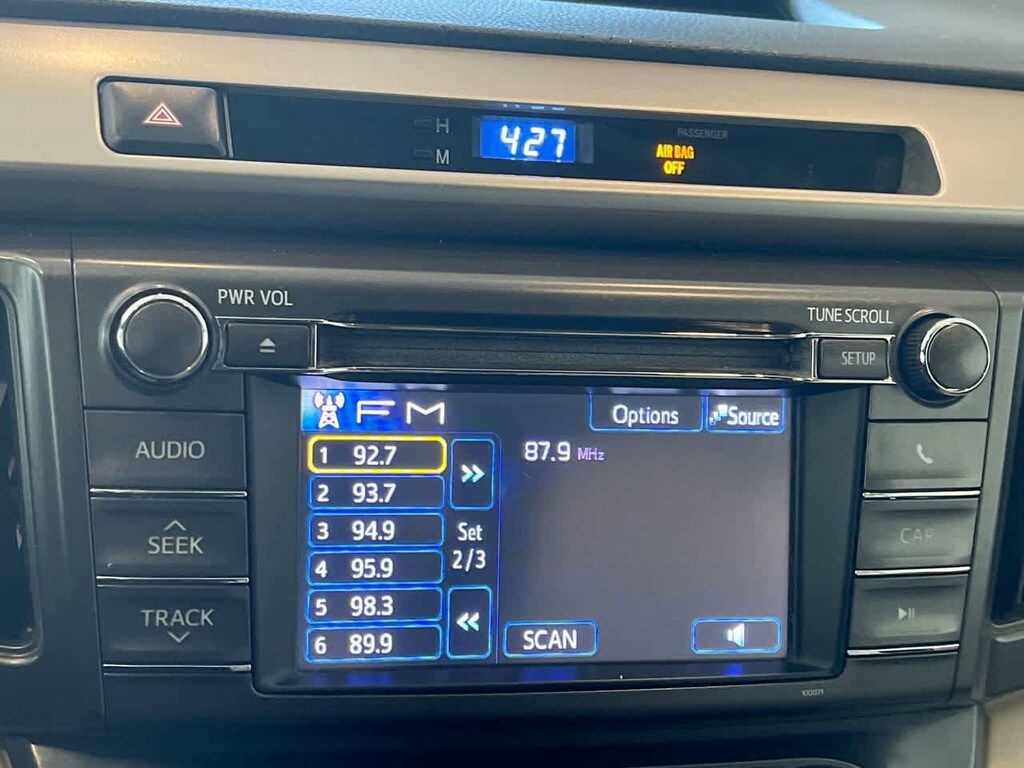 H
427
PASSENGER
M
AIR BAG
OFF
PWR VOL
TUNE SCROLL
SETUP
FM
Options
Source
AUDIO
1 92.7
87.9 MHz
2 93.7
SEEK
3 94.9
Set
2/3
CAR
4 95.9
TRACK
5 98.3
6 89.9
SCAN
100071